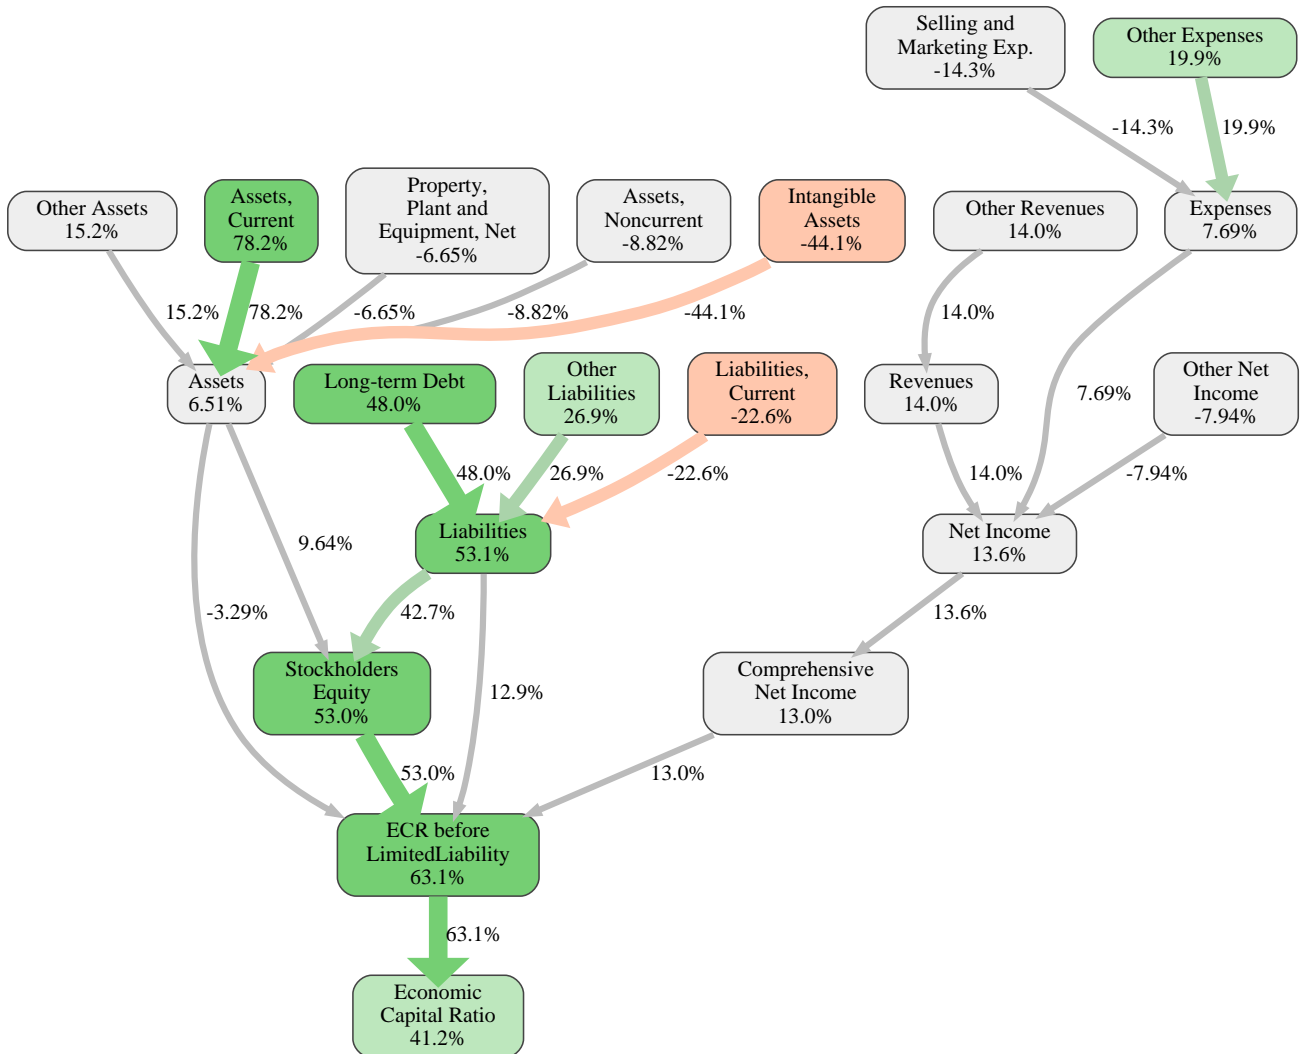 Selling and
Marketing Exp.
-14.3%
Other Expenses
19.9%
-14.3%
19.9%
Other Assets
15.2%
Assets,
Current
78.2%
Property,
Plant and
Equipment, Net
-6.65%
Assets,
Noncurrent
-8.82%
Intangible
Assets
-44.1%
Other Revenues
14.0%
Expenses
7.69%
15.2%
78.2%
-6.65%
-8.82%
-44.1%
14.0%
Assets
6.51%
Long-term Debt
48.0%
Other
Liabilities
26.9%
Liabilities,
Current
-22.6%
Revenues
14.0%
7.69%
Other Net
Income
-7.94%
48.0%
26.9%
-22.6%
14.0%
-7.94%
Liabilities
53.1%
Net Income
13.6%
9.64%
-3.29%
42.7%
13.6%
Stockholders
Equity
53.0%
12.9%
Comprehensive
Net Income
13.0%
53.0%
13.0%
ECR before
LimitedLiability
63.1%
63.1%
Economic
Capital Ratio
41.2%